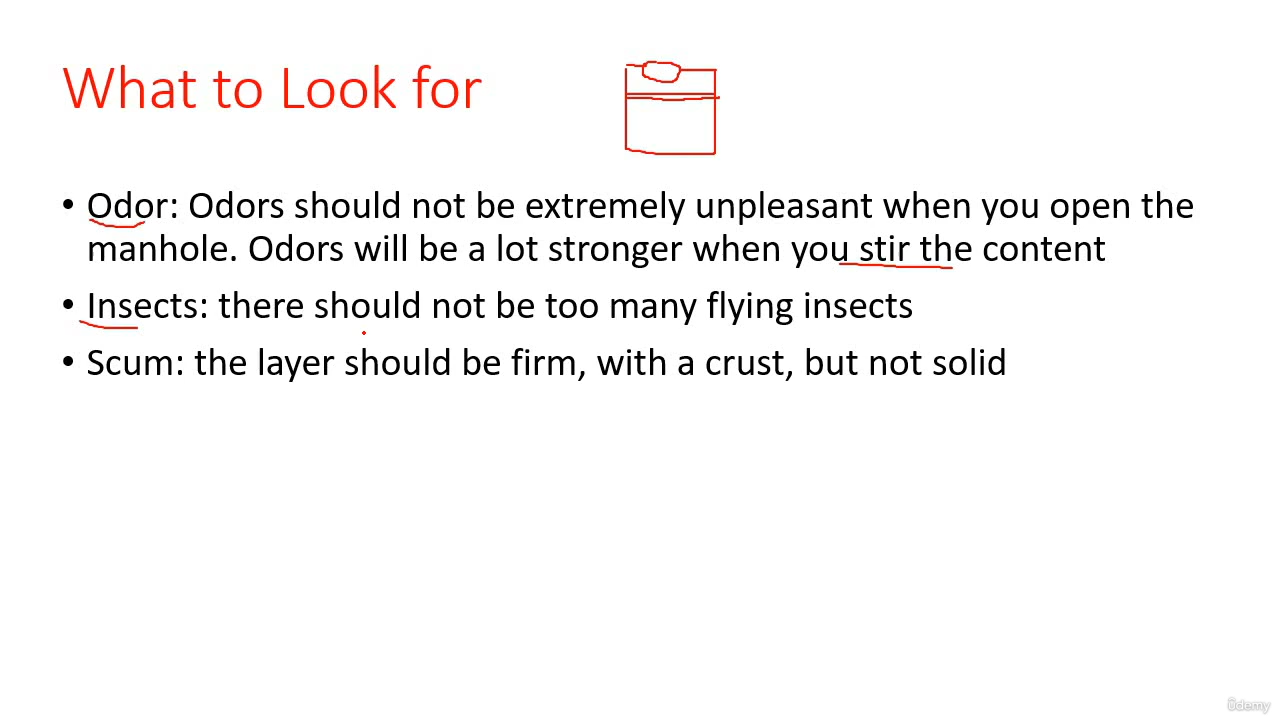 What to Look for
• Odor: Odors should not be extremely unpleasant when you open the
manhole. Odors will be a lot stronger when you stir the content
• Insects: there should not be too many flying insects
• Scum: the layer should be firm, with a crust, but not solid
ûdemy